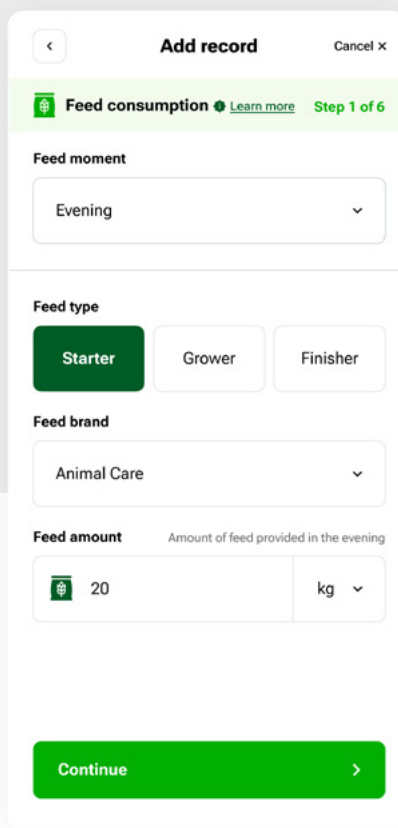 Add record Cancel ×
Feed consumption Learn more Step 1 of 6
Feed moment
Evening
Feed type
Starter Grower Finisher
Feed brand
Animal Care
Feed amount Amount of feed provided in the evening
20 kg
Continue